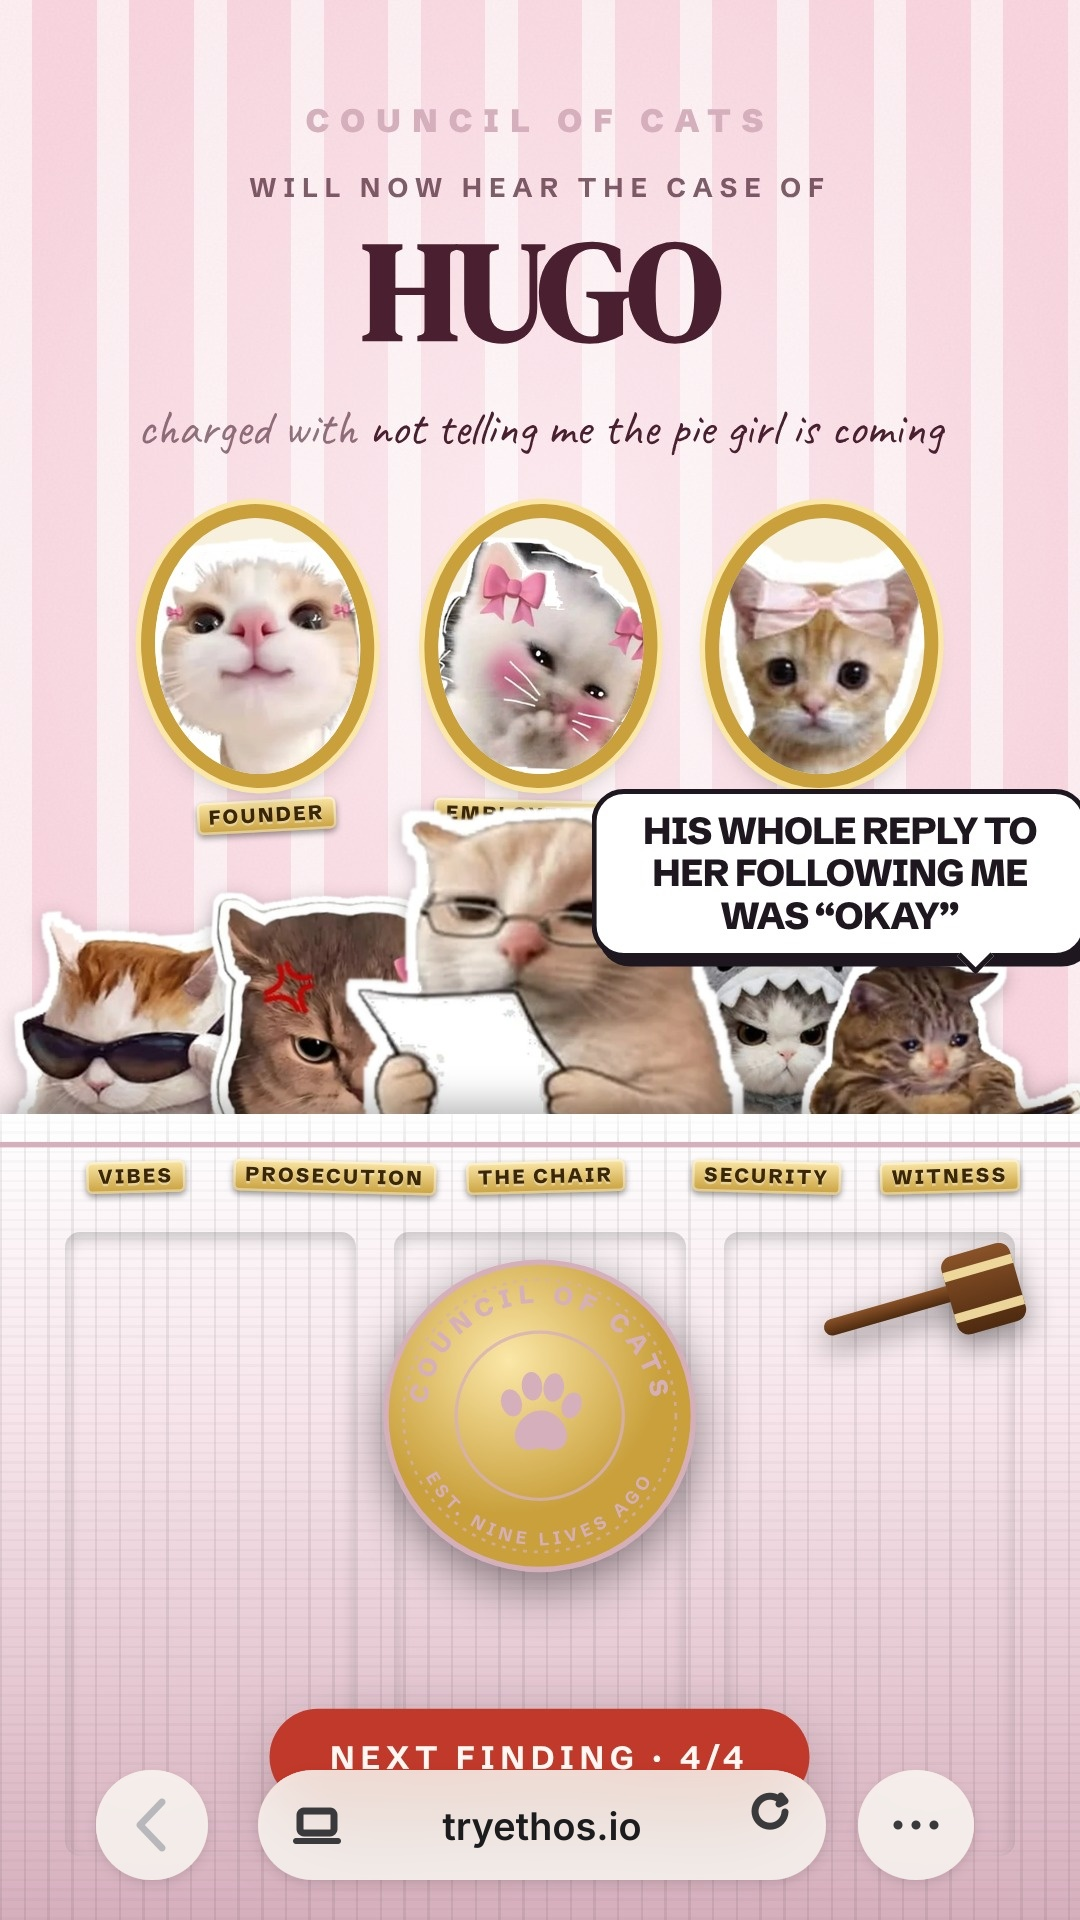 COUNCIL OF CATS
WILL NOW HEAR THE CASE OF
HUGO
charged with not telling me the pie girl is coming
FOUNDER
HIS WHOLE REPLY TO
HER FOLLOWING ME
WAS “OKAY”
VIBES
PROSECUTION
THE CHAIR
SECURITY
WITNESS
COUNCIL OF CATS
EST. NINE LIVES AGO
NEXT FINDING · 4/4
tryethos.io